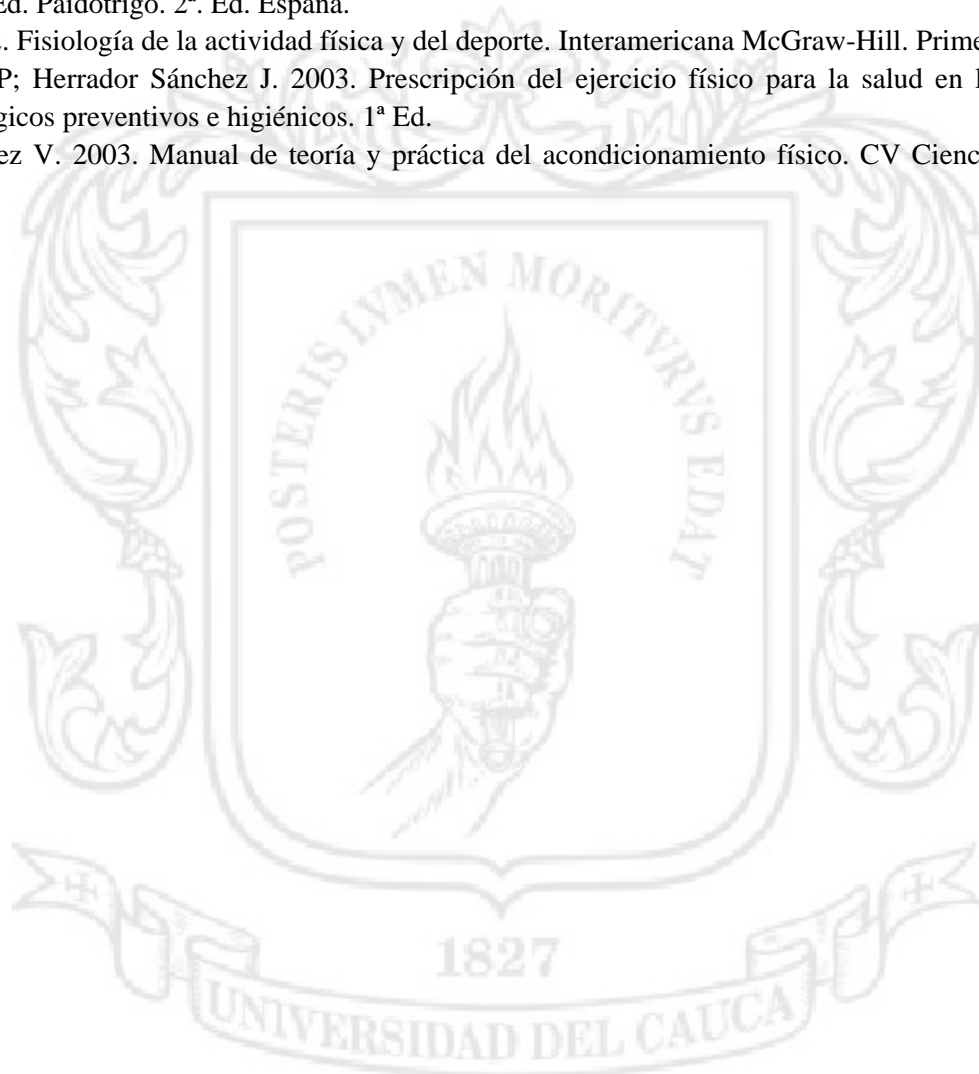 Ed. Paidotrigo. 2ª. Ed. España.
. Fisiología de la actividad física y del deporte. Interamericana McGraw-Hill. Prime
P; Herrador Sánchez J. 2003. Prescripción del ejercicio físico para la salud en l
gicos preventivos e higiénicos. 1ª Ed.
ez V. 2003. Manual de teoría y práctica del acondicionamiento físico. CV Cienc
POSTERIS LVMEN MORITVRVS EDAT
1827
UNIVERSIDAD DEL CAUCA